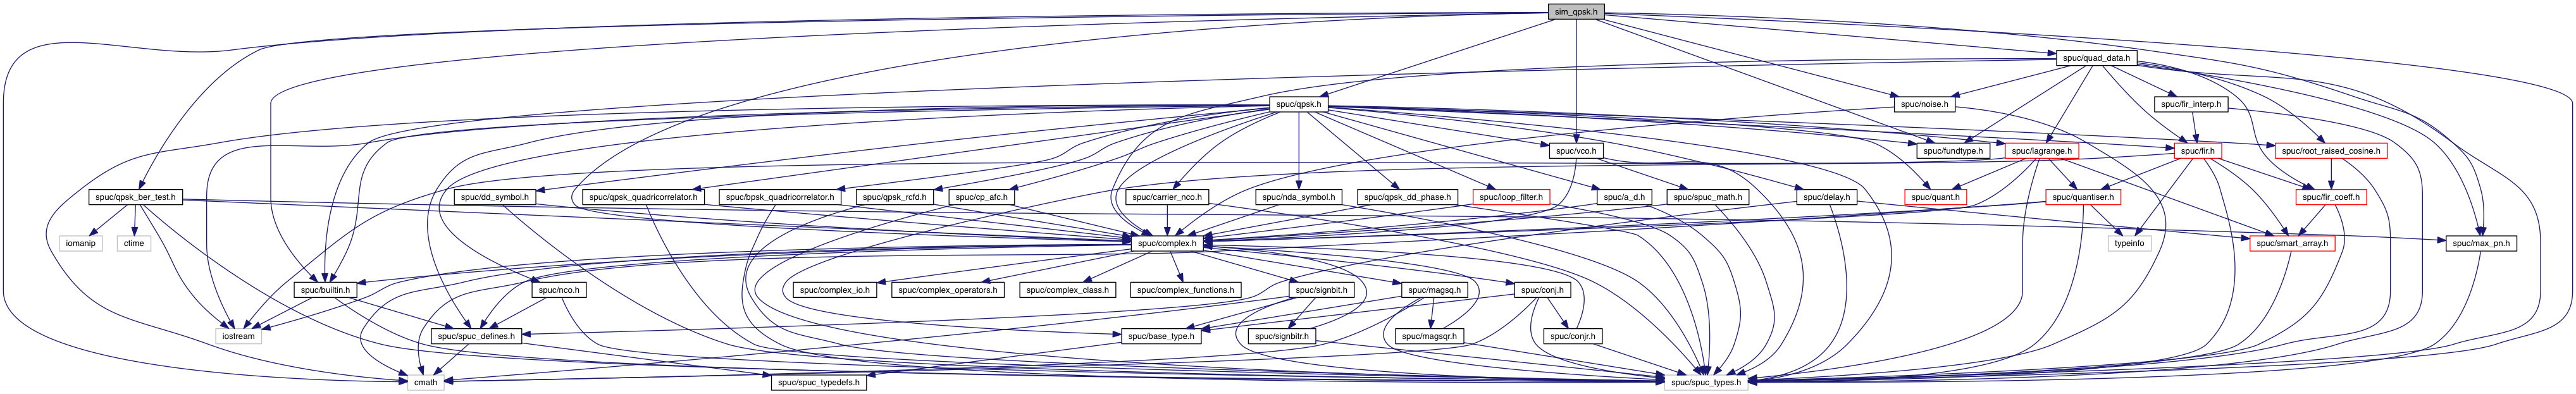 sim_qpsk.h
spuc/quad_data.h
spuc/qpsk.h
spuc/noise.h
spuc/fir_interp.h
spuc/vco.h
spuc/fundtype.h
spuc/lagrange.h
spuc/fir.h
spuc/root_raised_cosine.h
spuc/qpsk_ber_test.h
spuc/dd_symbol.h
spuc/qpsk_quadricorrelator.h
spuc/bpsk_quadricorrelator.h
spuc/qpsk_rcfd.h
spuc/cp_afc.h
spuc/carrier_nco.h
spuc/nda_symbol.h
spuc/qpsk_dd_phase.h
spuc/loop_filter.h
spuc/a_d.h
spuc/spuc_math.h
spuc/delay.h
spuc/quant.h
spuc/quantiser.h
spuc/fir_coeff.h
iomanip
ctime
spuc/complex.h
typeinfo
spuc/smart_array.h
spuc/max_pn.h
spuc/builtin.h
spuc/nco.h
spuc/complex_io.h
spuc/complex_operators.h
spuc/complex_class.h
spuc/complex_functions.h
spuc/signbit.h
spuc/magsq.h
spuc/conj.h
iostream
spuc/spuc_defines.h
spuc/base_type.h
spuc/signbitr.h
spuc/magsqr.h
spuc/conjr.h
cmath
spuc/spuc_typedefs.h
spuc/spuc_types.h